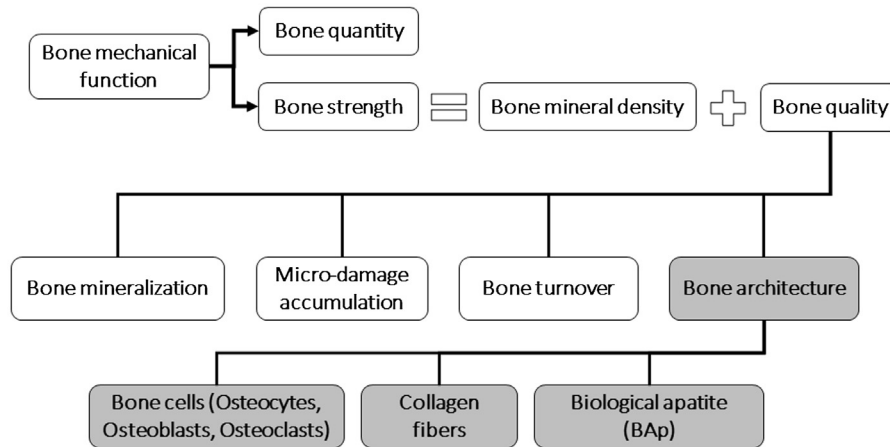 Bone quantity
Bone mechanical
function
Bone strength
Bone mineral density
Bone quality
Bone mineralization
Micro-damage
accumulation
Bone turnover
Bone architecture
Bone cells (Osteocytes,
Osteoblasts, Osteoclasts)
Collagen
fibers
Biological apatite
(BAp)